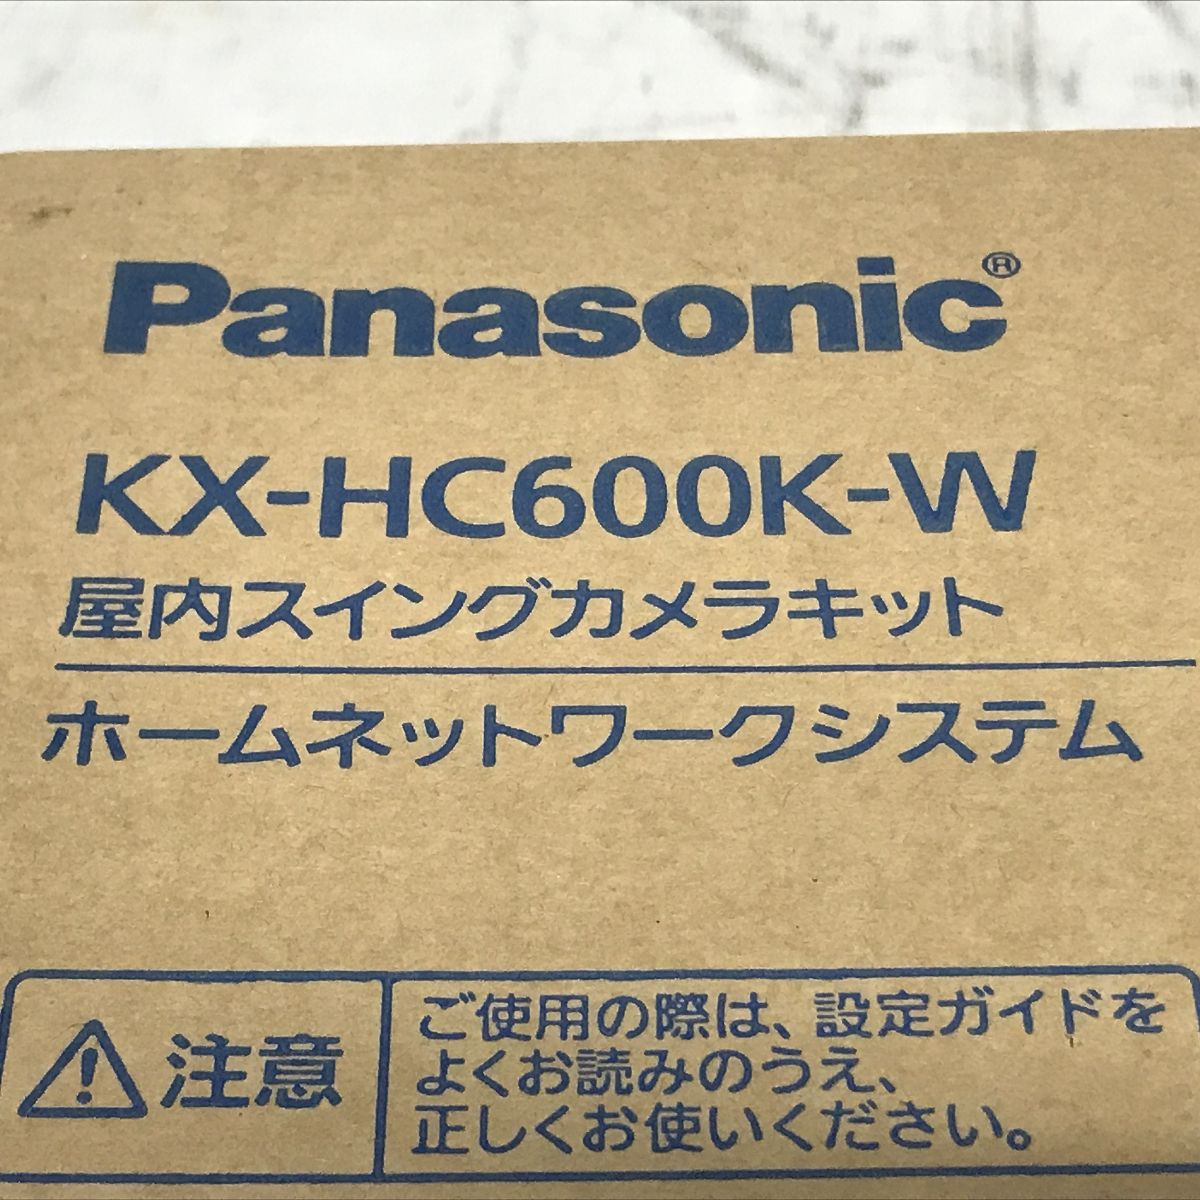 Panasonic®
KX-HC600K-W
屋内スイングカメラキット
ホームネットワークシステム
注意
ご使用の際は、設定ガイドを
よくお読みのうえ、
正しくお使いください。